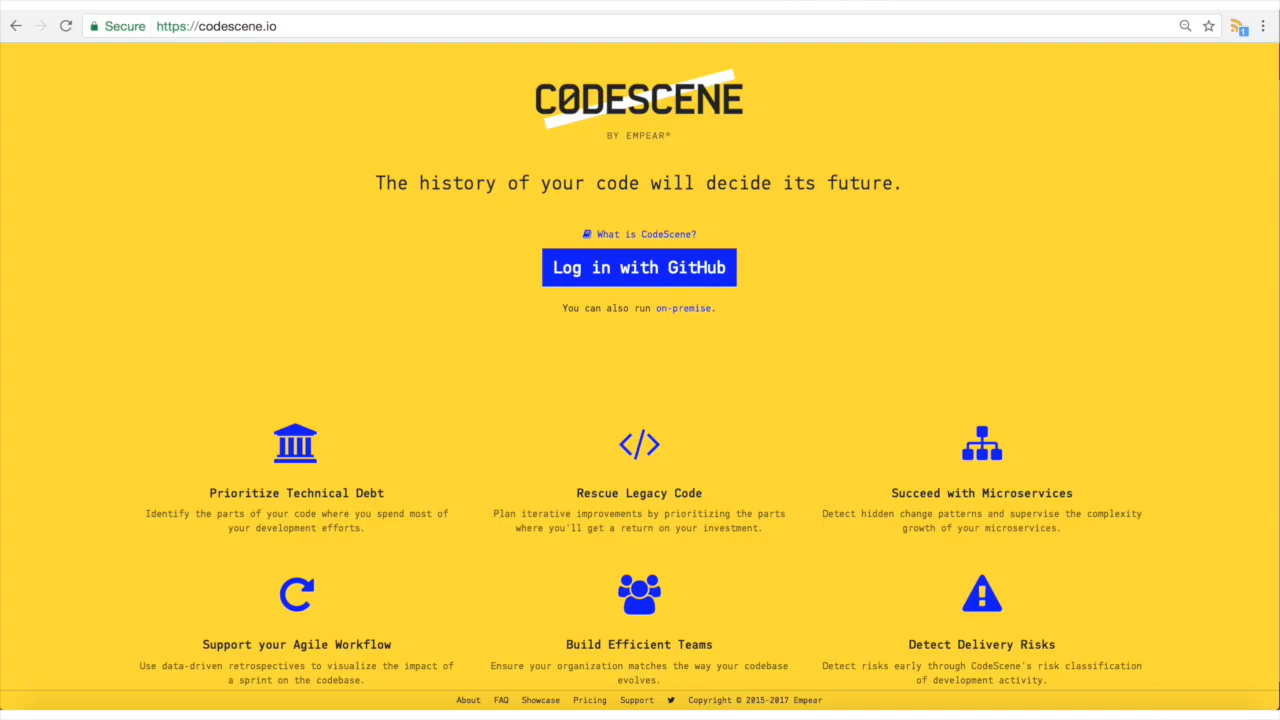 Secure https://codescene.io
1
CØDESCENE
BY EMPEAR®
The history of your code will decide its future.
What is CodeScene?
Log in with GitHub
You can also run on-premise.
Prioritize Technical Debt
Identify the parts of your code where you spend most of
your development efforts.
Rescue Legacy Code
Plan iterative improvements by prioritizing the parts
where you'll get a return on your investment.
Succeed with Microservices
Detect hidden change patterns and supervise the complexity
growth of your microservices.
Support your Agile Workflow
Use data-driven retrospectives to visualize the impact of
a sprint on the codebase.
Build Efficient Teams
Ensure your organization matches the way your codebase
evolves.
Detect Delivery Risks
Detect risks early through CodeScene's risk classification
of development activity.
About FAQ Showcase Pricing Support Copyright © 2015-2017 Empear